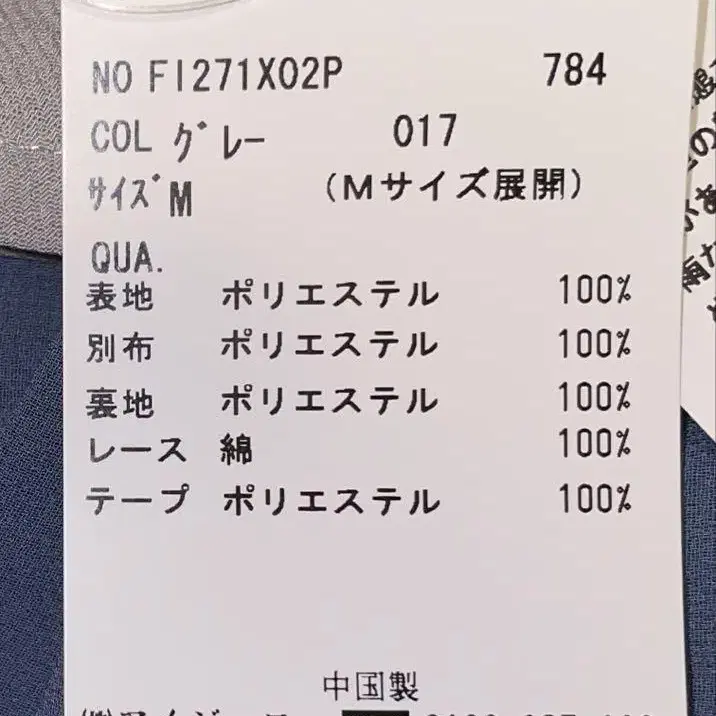 NO FI271X02P 784
COL グレー 017
サイズ M (Mサイズ展開)
QUA.
表地 ポリエステル 100%
別布 ポリエステル 100%
裏地 ポリエステル 100%
レース 綿 100%
テープ ポリエステル 100%
中国製